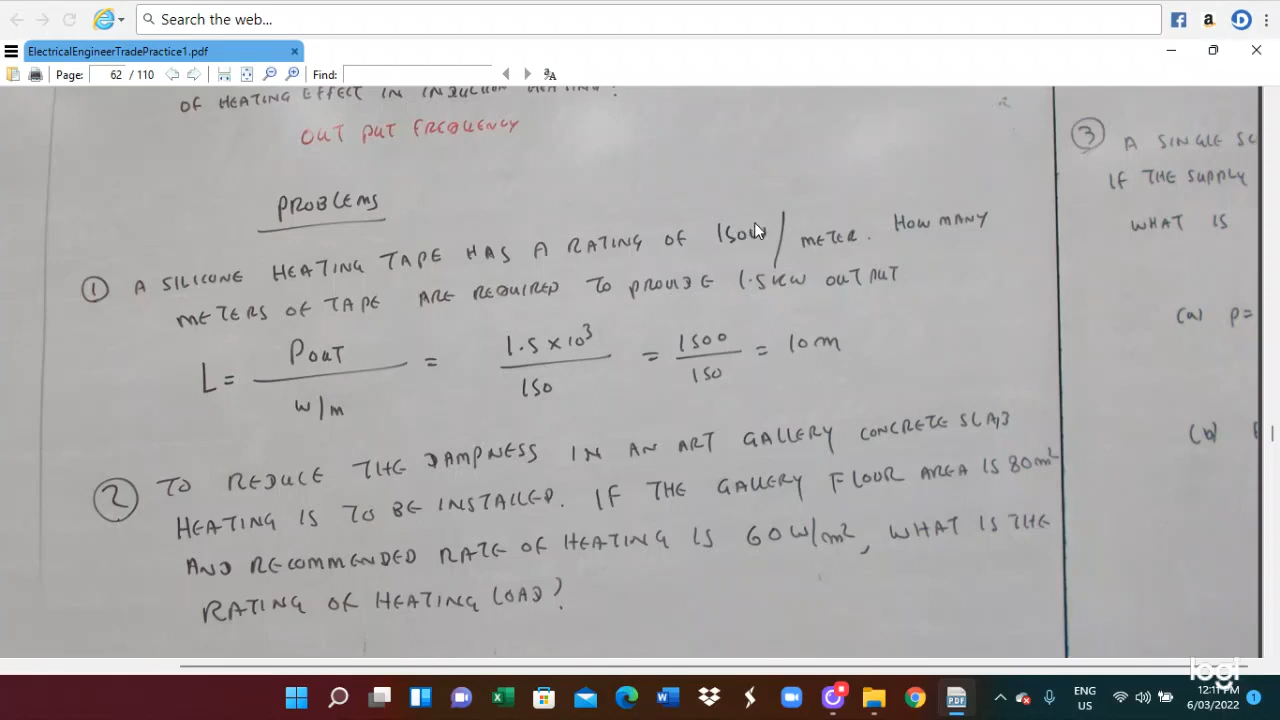 Search the web...
ElectricalEngineerTradePractice1.pdf
Page: 62 / 110 Find:
OF HEATING EFFECT IN INDUCTION HEATING?
OUT PUT FREQUENCY
PROBLEMS
① A SILICONE HEATING TAPE HAS A RATING OF 150W/METER. HOW MANY
METERS OF TAPE ARE REQUIRED TO PROVIDE 1.5KW OUTPUT
L = POUT / W/M = 1.5 × 10³ / 150 = 1500 / 150 = 10m
② TO REDUCE THE DAMPNESS IN AN ART GALLERY CONCRETE SLAB
HEATING IS TO BE INSTALLED. IF THE GALLERY FLOOR AREA IS 80m²
AND RECOMMENDED RATE OF HEATING IS 60W/m², WHAT IS THE
RATING OF HEATING LOAD?
③ A SINGLE
IF THE SUPPLY
WHAT IS
(a) P=
(b)
logi
ENG
US
12:11 PM
6/03/2022